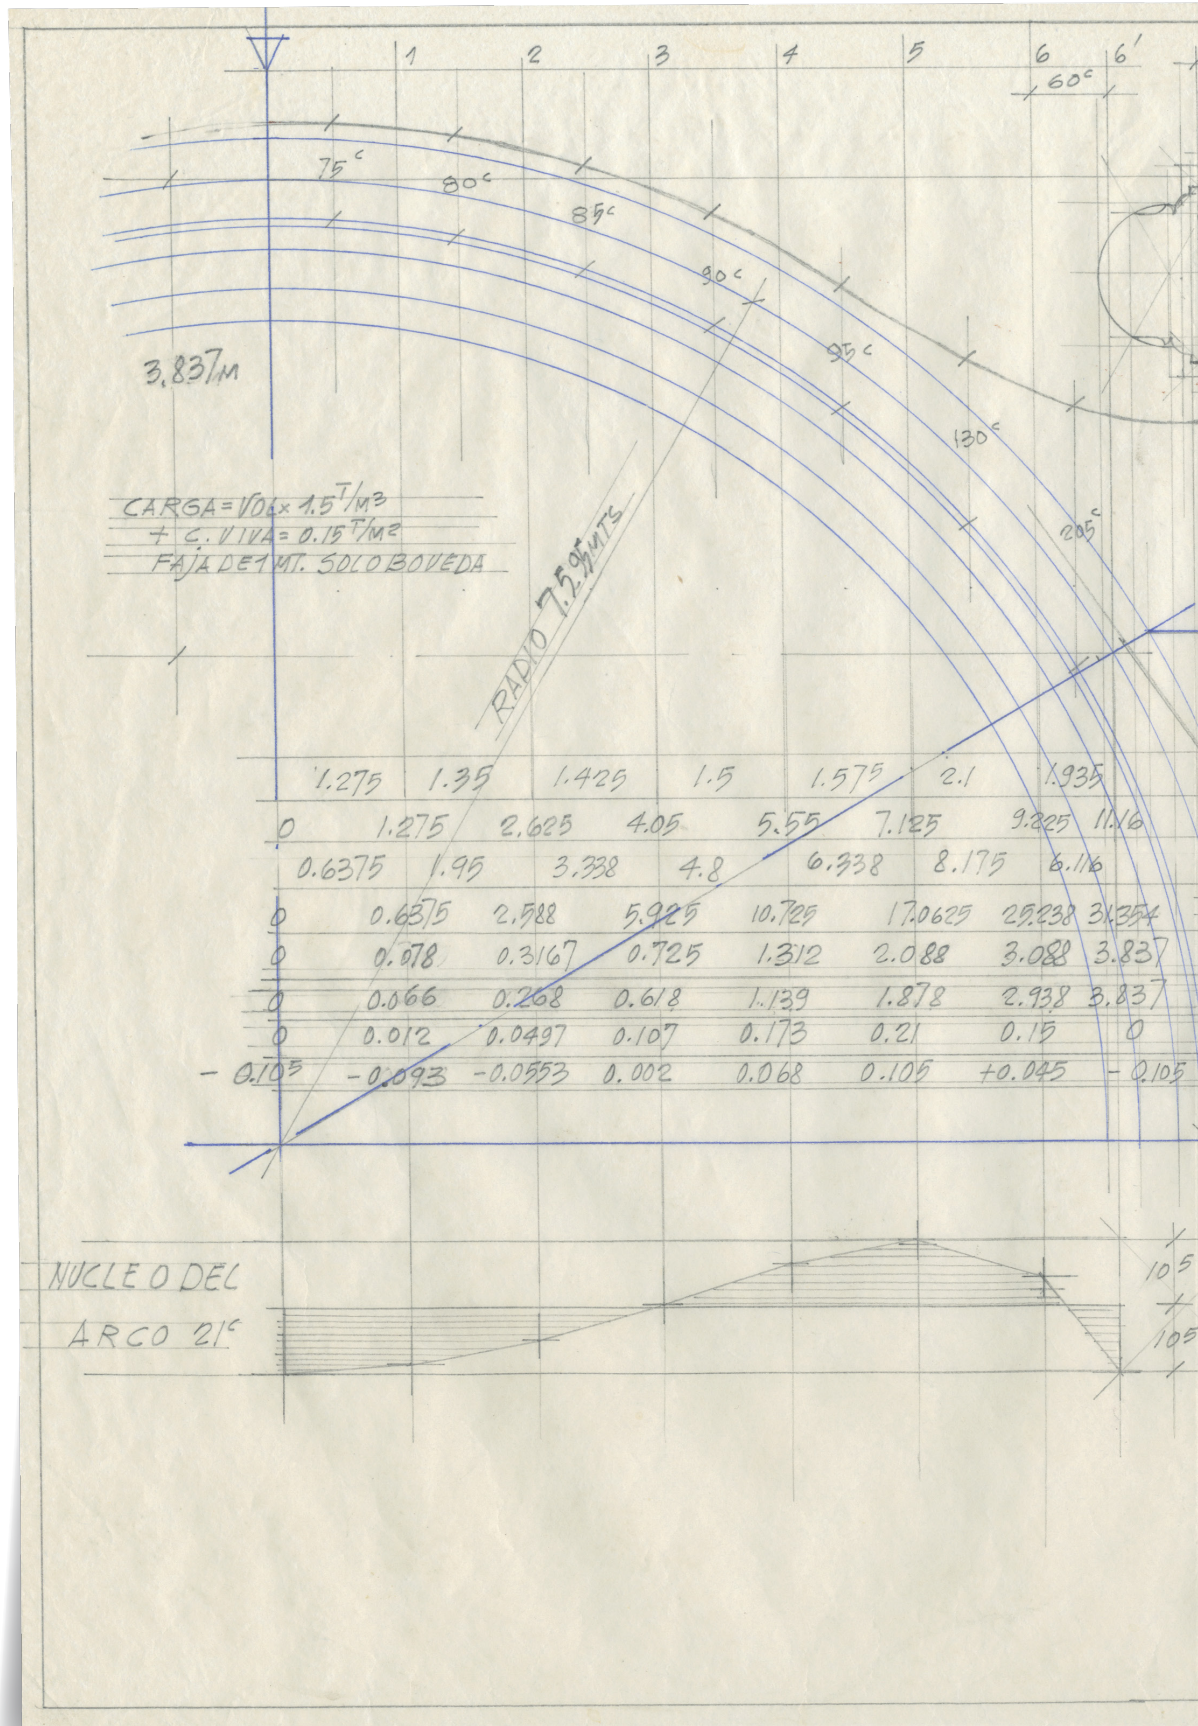 1 2 3 4 5 6 6'
60c
75c
80c
85c
90c
95c
130c
205c
3.837M
CARGA = VOL x 1.5 T/M3
+ C. VIVA = 0.15 T/M2
FAJA DE 1 MT. SOLO BOVEDA
RADIO 7.595 MTS
1.275 1.35 1.425 1.5 1.575 2.1 1.935
0 1.275 2.625 4.05 5.55 7.125 9.225 11.16
0.6375 1.95 3.338 4.8 6.338 8.175 6.116
0 0.6375 2.588 5.925 10.725 17.0625 25.238 31.354
0 0.078 0.3167 0.725 1.312 2.088 3.088 3.837
0 0.066 0.268 0.618 1.139 1.878 2.938 3.837
0 0.012 0.0497 0.107 0.173 0.21 0.15 0
- 0.105 -0.093 -0.0553 0.002 0.068 0.105 +0.045 - 0.105
NUCLEO DEL
ARCO 21c
105
105